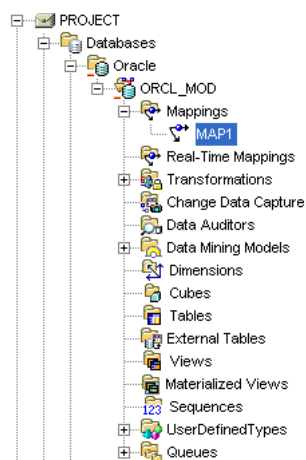 PROJECT
Databases
Oracle
ORCL_MOD
Mappings
MAP1
Real-Time Mappings
Transformations
Change Data Capture
Data Auditors
Data Mining Models
Dimensions
Cubes
Tables
External Tables
Views
Materialized Views
123 Sequences
UserDefinedTypes
Queues